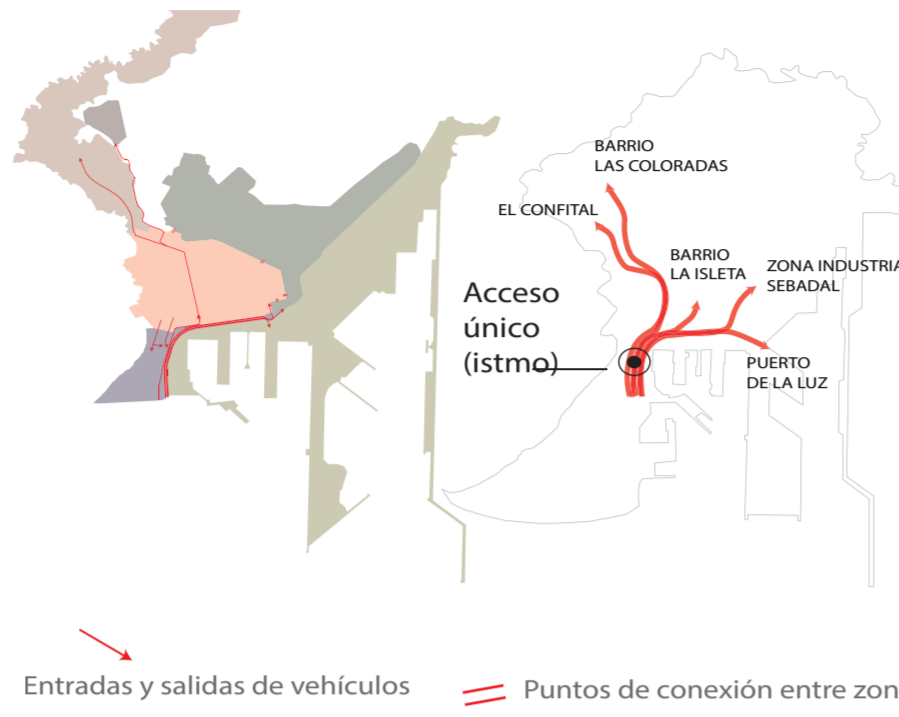 BARRIO
LAS COLORADAS
EL CONFITAL
BARRIO
LA ISLETA
ZONA INDUSTRIA
SEBADAL
Acceso
único
(istmo)
PUERTO
DE LA LUZ
Entradas y salidas de vehículos
Puntos de conexión entre zon